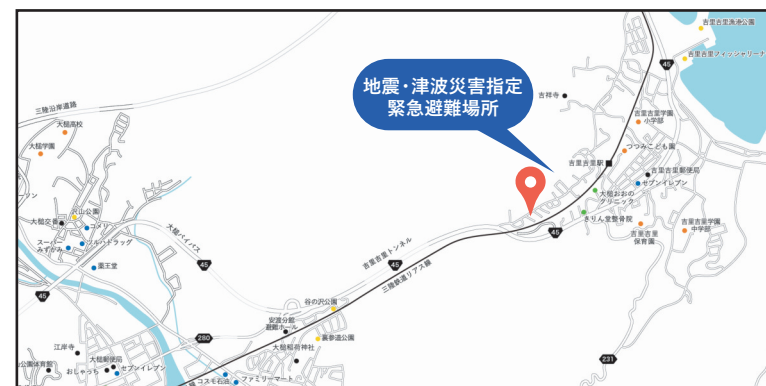 地震・津波災害指定
緊急避難場所
吉里吉里漁港公園
吉里吉里フィッシャリーナ
45
吉祥寺
吉里吉里学園
小学部
つつみこども園
吉里吉里駅
吉里吉里郵便局
セブンイレブン
大槌おおの
クリニック
きりん堂整骨院
45
吉里吉里
保育園
吉里吉里学園
中学部
三陸沿岸道路
大槌高校
大槌学園
沢山公園
大槌交番
コメリ
スーパー
みずかみ
ツルハドラッグ
薬王堂
大槌バイパス
45
吉里吉里トンネル
45
三陸鉄道リアス線
45
谷の沢公園
安渡分館
避難ホール
280
裏参道公園
大槌稲荷神社
231
江岸寺
大槌郵便局
公園体育館
おしゃっち
セブンイレブン
コスモ石油
ファミリーマート